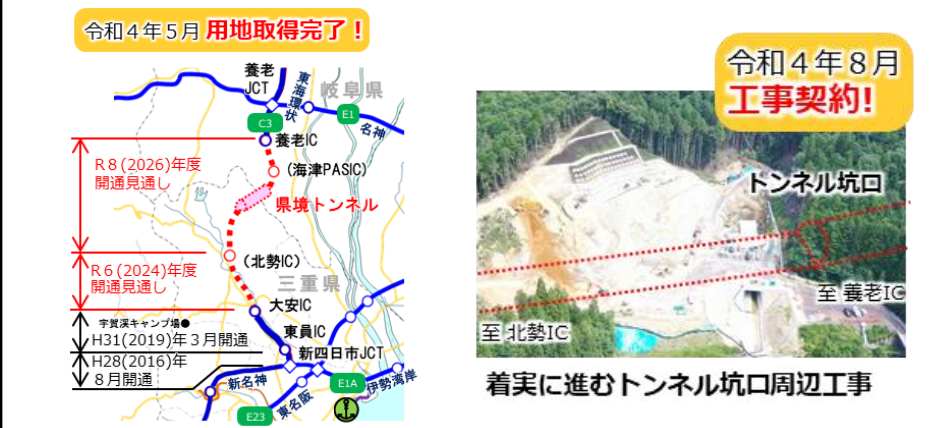 令和４年５月 用地取得完了！
養老
JCT
東海環状
岐阜県
C3
E1
名神
養老IC
R８(2026)年度
開通見通し
(海津PASIC)
県境トンネル
(北勢IC)
R６(2024)年度
開通見通し
三重県
大安IC
宇賀渓キャンプ場●
H31(2019)年３月開通
東員IC
新四日市JCT
H28(2016)年
８月開通
新名神
東名阪
E1A
伊勢湾岸
E23
令和４年８月
工事契約!
トンネル坑口
至 養老IC
至 北勢IC
着実に進むトンネル坑口周辺工事